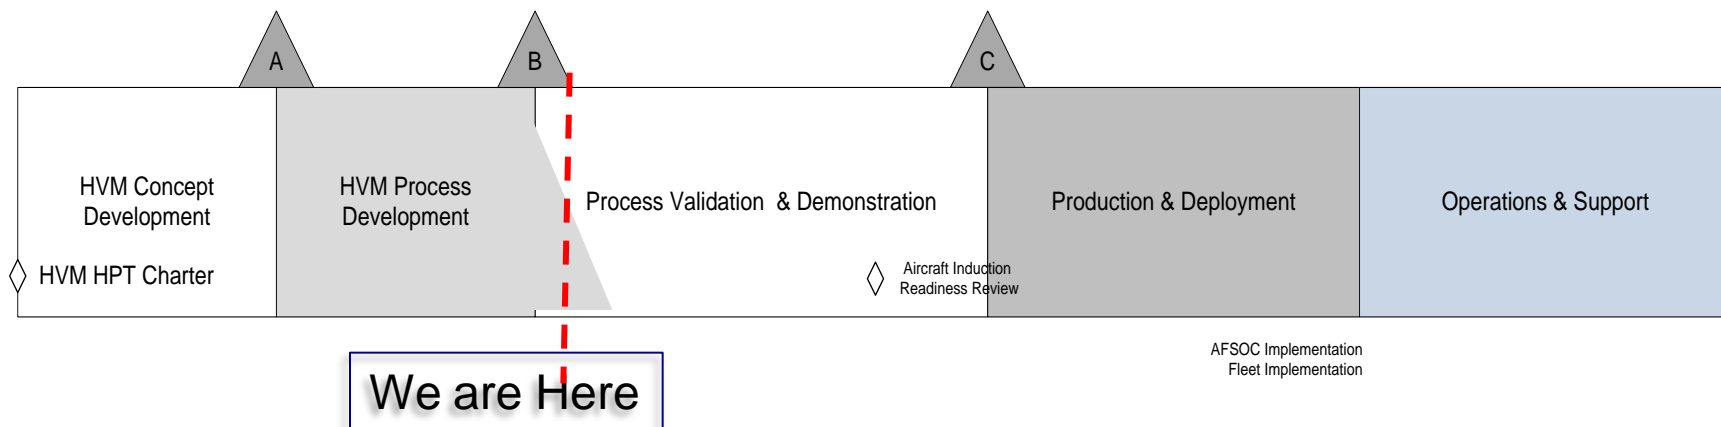 A
B
C
HVM Concept
Development
HVM Process
Development
Process Validation & Demonstration
Production & Deployment
Operations & Support
HVM HPT Charter
Aircraft Induction
Readiness Review
AFSOC Implementation
Fleet Implementation
We are Here